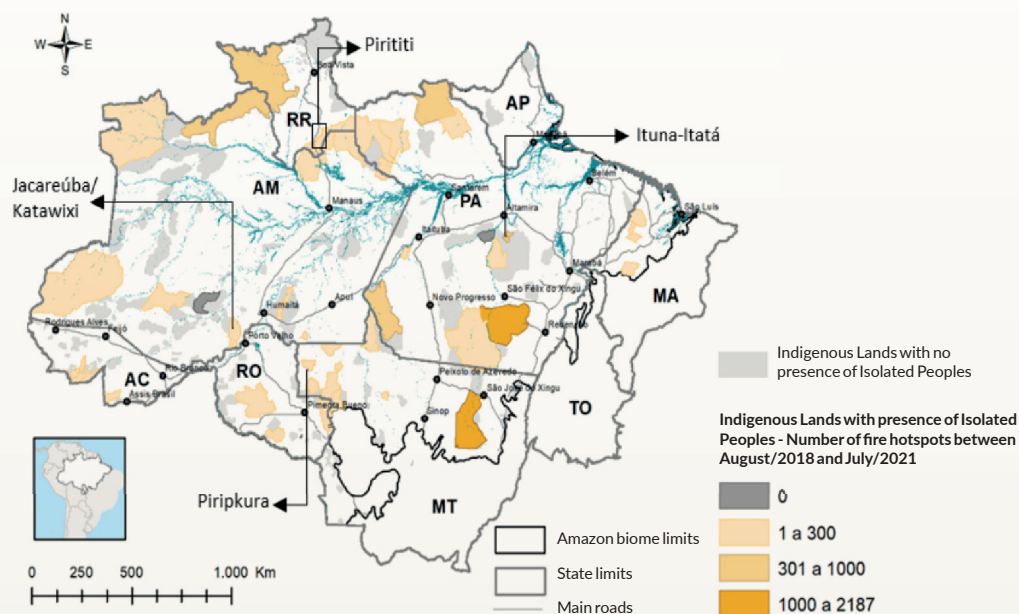 N
W E
S
Pirititi
Boa Vista
AP
RR
Ituna-Itatá
Macapá
Belém
Jacareúba/
Katawixi
AM
Santarem
PA
São Luís
Manaus
Altamira
Itaituba
Marabá
São Félix do Xingu
MA
Humaitá
Apuí
Novo Progresso
Rodrigues Alves
Feijó
Redenção
Porto Velho
Indigenous Lands with no
presence of Isolated Peoples
Rio Branco
AC
RO
Peixoto de Azevedo
São José do Xingu
TO
Assis Brasil
Pimenta Bueno
Sinop
Indigenous Lands with presence of Isolated
Peoples - Number of fire hotspots between
August/2018 and July/2021
0
Piripkura
MT
Amazon biome limits
1 a 300
State limits
301 a 1000
0 250 500 1.000 Km
Main roads
1000 a 2187